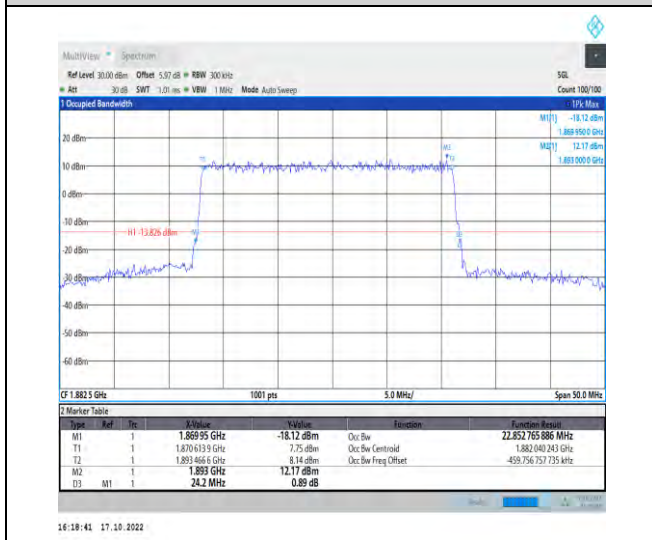 MultiView Spectrum
Ref Level 30.00 dBm Offset 5.97 dB RBW 300 kHz SGL
Att 30 dB SWT 1.01 ms VBW 1 MHz Mode Auto Sweep Count 100/100
1 Occupied Bandwidth 1Pk Max
M1[1] -18.12 dBm
1.869 950 0 GHz
20 dBm
M2[1] 12.17 dBm
1.893 000 0 GHz
M2
T1 T2
10 dBm
0 dBm
-10 dBm
H1 -13.826 dBm
-20 dBm
-30 dBm
-40 dBm
-50 dBm
-60 dBm
CF 1.882 5 GHz 1001 pts 5.0 MHz/ Span 50.0 MHz
2 Marker Table
Type Ref Trc X-Value Y-Value Function Function Result
M1 1 1.869 95 GHz -18.12 dBm Occ Bw 22.852 765 886 MHz
T1 1 1.870 613 9 GHz 7.75 dBm Occ Bw Centroid 1.882 040 243 GHz
T2 1 1.893 466 6 GHz 8.14 dBm Occ Bw Freq Offset -459.756 757 735 kHz
M2 1 1.893 GHz 12.17 dBm
D3 M1 1 24.2 MHz 0.89 dB
16:18:41 17.10.2022